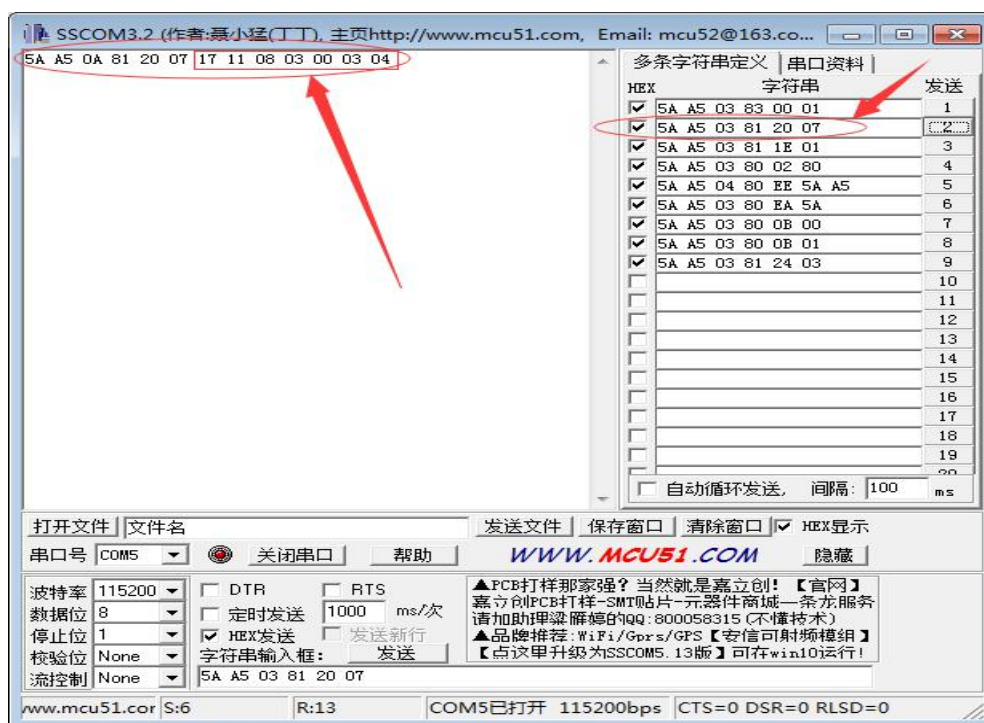 SSCOM3.2 (作者:聂小猛(丁丁), 主页http://www.mcu51.com, Email: mcu52@163.co...
5A A5 0A 81 20 07 17 11 08 03 00 03 04
多条字符串定义 串口资料
HEX 字符串 发送
5A A5 03 83 00 01 1
5A A5 03 81 20 07 2
5A A5 03 81 1E 01 3
5A A5 03 80 02 80 4
5A A5 04 80 EE 5A A5 5
5A A5 03 80 EA 5A 6
5A A5 03 80 0B 00 7
5A A5 03 80 0B 01 8
5A A5 03 81 24 03 9
10
11
12
13
14
15
16
17
18
19
自动循环发送, 间隔: 100 ms
打开文件 文件名 发送文件 保存窗口 清除窗口 HEX显示
串口号 COM5 关闭串口 帮助 WWW.MCU51.COM 隐藏
波特率 115200 DTR RTS
数据位 8 定时发送 1000 ms/次
停止位 1 HEX发送 发送新行
校验位 None 字符串输入框: 发送
流控制 None 5A A5 03 81 20 07
▲PCB打样那家强? 当然就是嘉立创! 【官网】
嘉立创PCB打样-SMT贴片-元器件商城—条龙服务
请加助理梁雁婷的QQ:800058315(不懂技术)
▲品牌推荐:WiFi/Gprs/GPS【安信可射频模组】
【点这里升级为SSCOM5.13版】可在win10运行!
www.mcu51.cor S:6 R:13 COM5已打开 115200bps CTS=0 DSR=0 RLSD=0